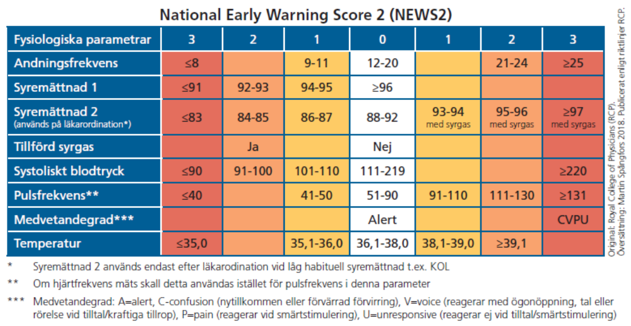 National Early Warning Score 2 (NEWS2)
Fysiologiska parametrar 3 2 1 0 1 2 3
Andningsfrekvens ≤8 9-11 12-20 21-24 ≥25
Syremättnad 1 ≤91 92-93 94-95 ≥96
Syremättnad 2 ≤83 84-85 86-87 88-92 93-94 95-96 ≥97
(används på läkarordination*) med syrgas med syrgas med syrgas
Tillförd syrgas Ja Nej
Systoliskt blodtryck ≤90 91-100 101-110 111-219 ≥220
Pulsfrekvens** ≤40 41-50 51-90 91-110 111-130 ≥131
Medvetandegrad*** Alert CVPU
Temperatur ≤35,0 35,1-36,0 36,1-38,0 38,1-39,0 ≥39,1
* Syremättnad 2 används endast efter läkarodination vid låg habituell syremättnad t.ex. KOL
** Om hjärtfrekvens mäts skall detta användas istället för pulsfrekvens i denna parameter
*** Medvetandegrad: A=alert, C-confusion (nytillkommen eller förvärrad förvirring), V=voice (reagerar med ögonöppning, tal eller
rörelse vid tilltal/kraftiga tillrop), P=pain (reagerar vid smärtstimulering), U=unresponsive (reagerar ej vid tilltal/smärtstimulering)
Original: Royal College of Physicians (RCP).
Översättning: Martin Spångfors 2018. Publicerat enligt riktlinjer RCP.